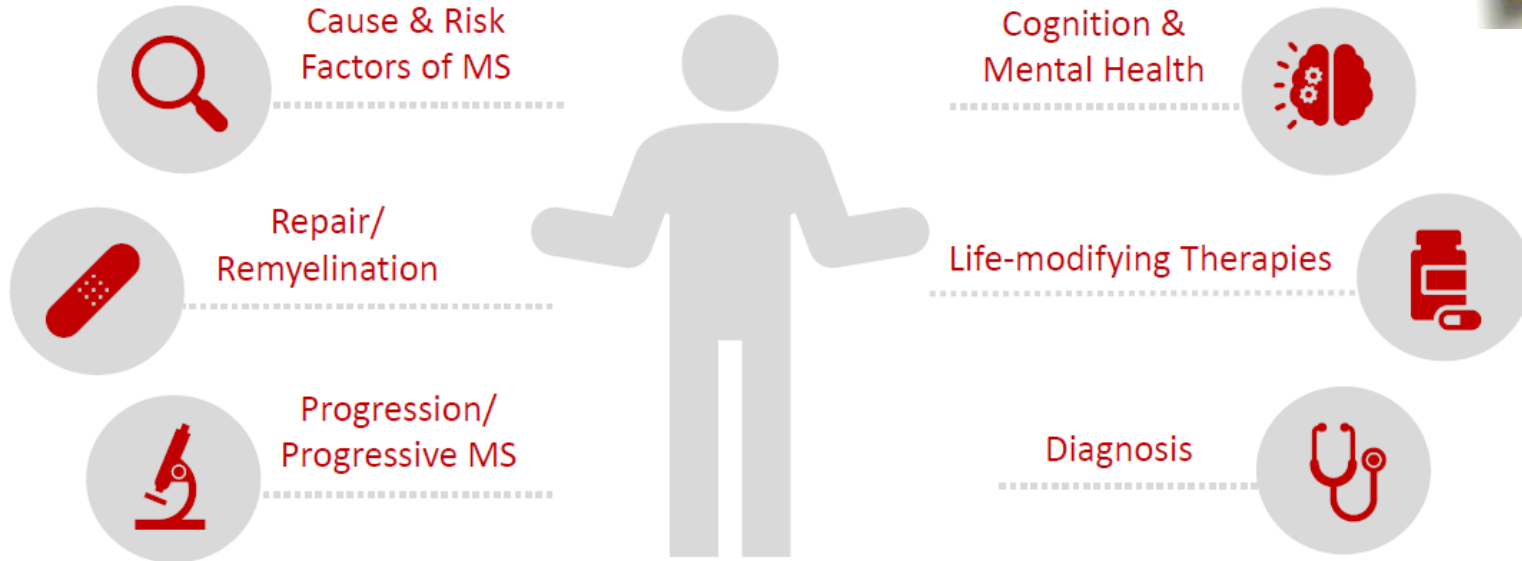 Cause & Risk
Factors of MS
Repair/
Remyelination
Progression/
Progressive MS
Cognition &
Mental Health
Life-modifying Therapies
Diagnosis